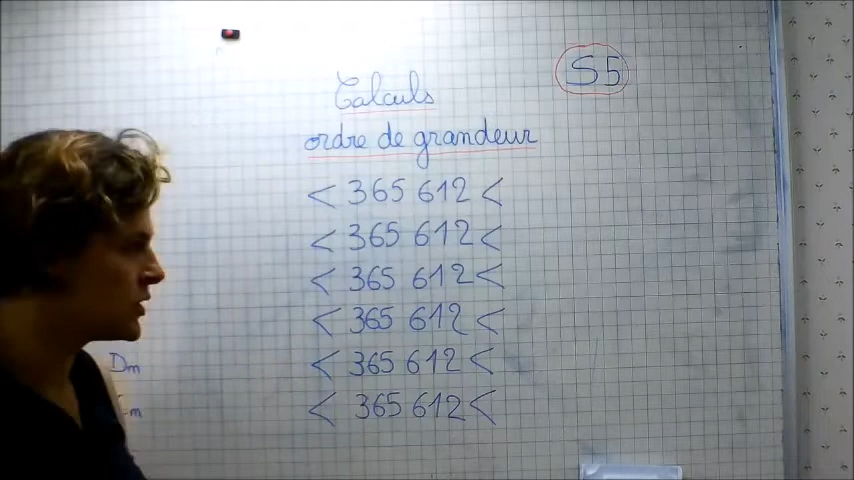 S5
Calculs
ordre de grandeur
< 365 612 <
< 365 612 <
< 365 612 <
< 365 612 <
< 365 612 <
Dm
< 365 612 <
m